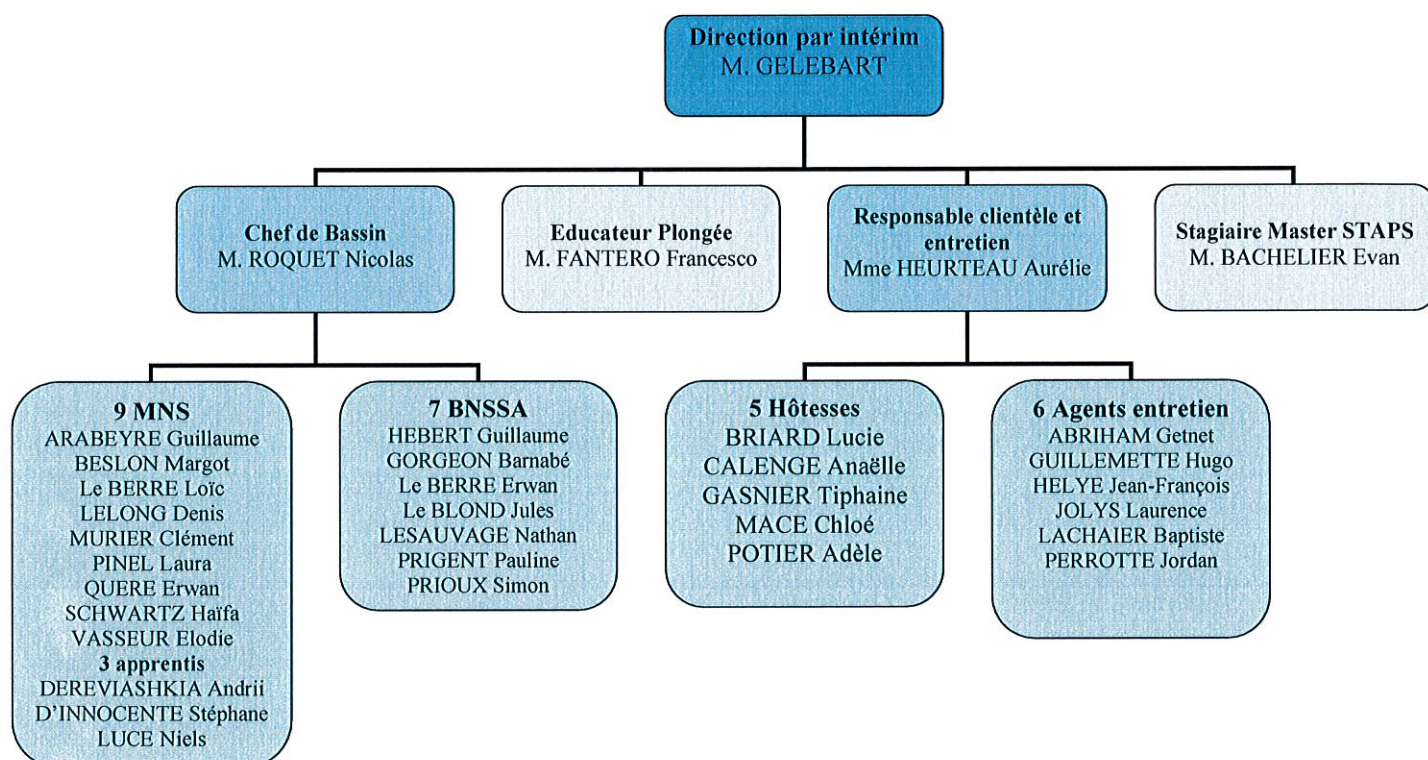 Direction par intérim
M. GELEBART
Chef de Bassin
M. ROQUET Nicolas
Educateur Plongée
M. FANTERO Francesco
Responsable clientèle et
entretien
Mme HEURTEAU Aurélie
Stagiaire Master STAPS
M. BACHELIER Evan
9 MNS
ARABEYRE Guillaume
BESLON Margot
Le BERRE Loïc
LELONG Denis
MURIER Clément
PINEL Laura
QUERE Erwan
SCHWARTZ Haïfa
VASSEUR Elodie
3 apprentis
DEREVIASHKIA Andrii
D'INNOCENTE Stéphane
LUCE Niels
7 BNSSA
HEBERT Guillaume
GORGEON Barnabé
Le BERRE Erwan
Le BLOND Jules
LESAUVAGE Nathan
PRIGENT Pauline
PRIOUX Simon
5 Hôtesses
BRIARD Lucie
CALENGE Anaëlle
GASNIER Tiphaine
MACE Chloé
POTIER Adèle
6 Agents entretien
ABRIHAM Getnet
GUILLEMETTE Hugo
HELYE Jean-François
JOLYS Laurence
LACHAIER Baptiste
PERROTTE Jordan